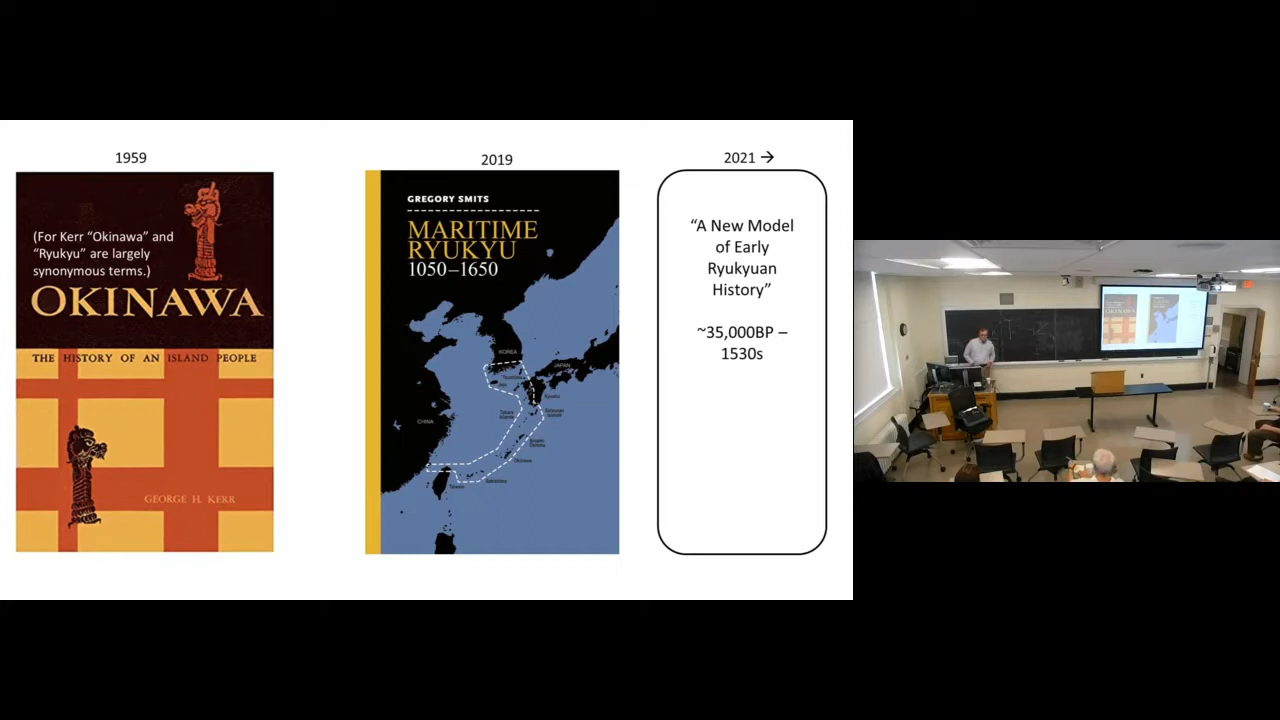 1959
(For Kerr “Okinawa” and
“Ryukyu” are largely
synonymous terms.)
OKINAWA
THE HISTORY OF AN ISLAND PEOPLE
GEORGE H. KERR
2019
GREGORY SMITS
MARITIME
RYUKYU
1050–1650
KOREA
JAPAN
CHINA
Taiwan
2021 →
“A New Model
of Early
Ryukyuan
History”
~35,000BP –
1530s
OKINAWA